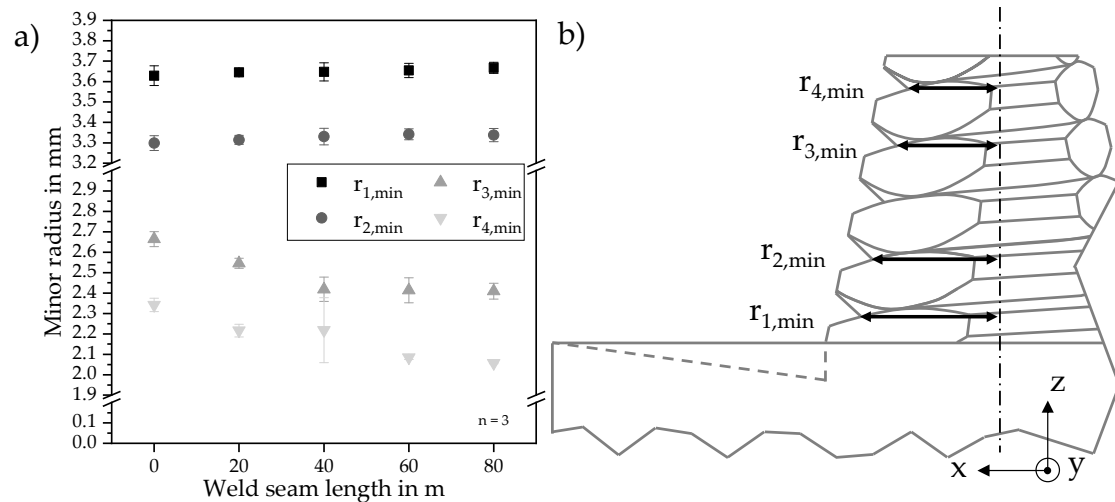 a)
Minor radius in mm
3.9
3.8
3.7
3.6
3.5
3.4
3.3
3.2
2.9
2.8
2.7
2.6
2.5
2.4
2.3
2.2
2.1
2.0
0.1
0.0
r1,min r3,min
r2,min r4,min
n = 3
0 20 40 60 80
Weld seam length in m
b)
r4,min
r3,min
r2,min
r1,min
z
x
y